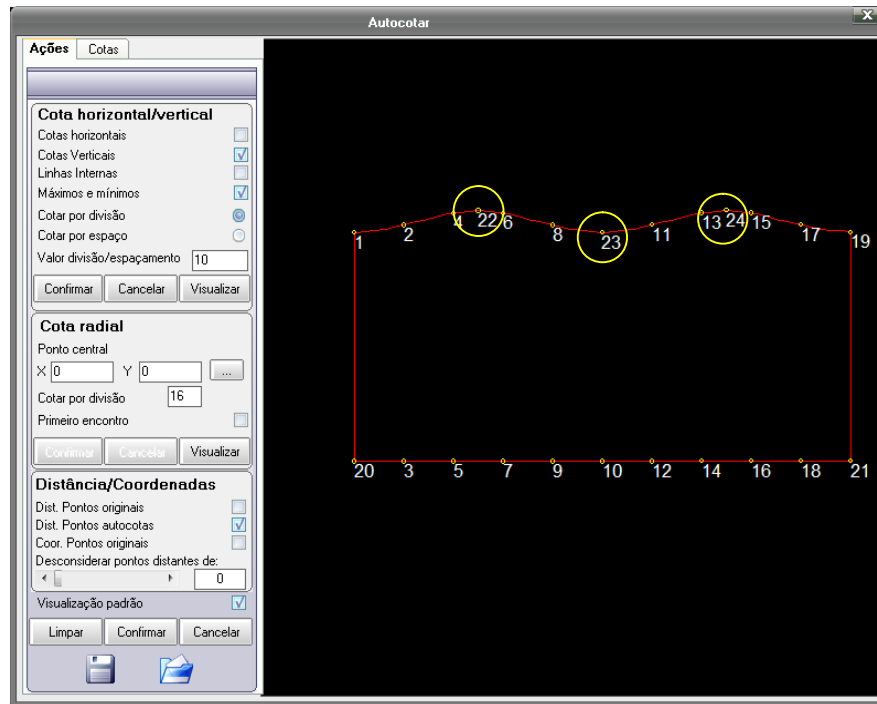 Autocotar
X
Ações Cotas
Cota horizontal/vertical
Cotas horizontais
Cotas Verticais
Linhas Internas
Máximos e mínimos
Cotar por divisão
Cotar por espaço
Valor divisão/espaçamento 10
Confirmar Cancelar Visualizar
Cota radial
Ponto central
X 0 Y 0 ...
Cotar por divisão 16
Primeiro encontro
Confirmar Cancelar Visualizar
Distância/Coordenadas
Dist. Pontos originais
Dist. Pontos autocotas
Coor. Pontos originais
Desconsiderar pontos distantes de:
0
Visualização padrão
Limpar Confirmar Cancelar
1 2 4 22 6 8 23 11 13 24 15 17 19
20 3 5 7 9 10 12 14 16 18 21